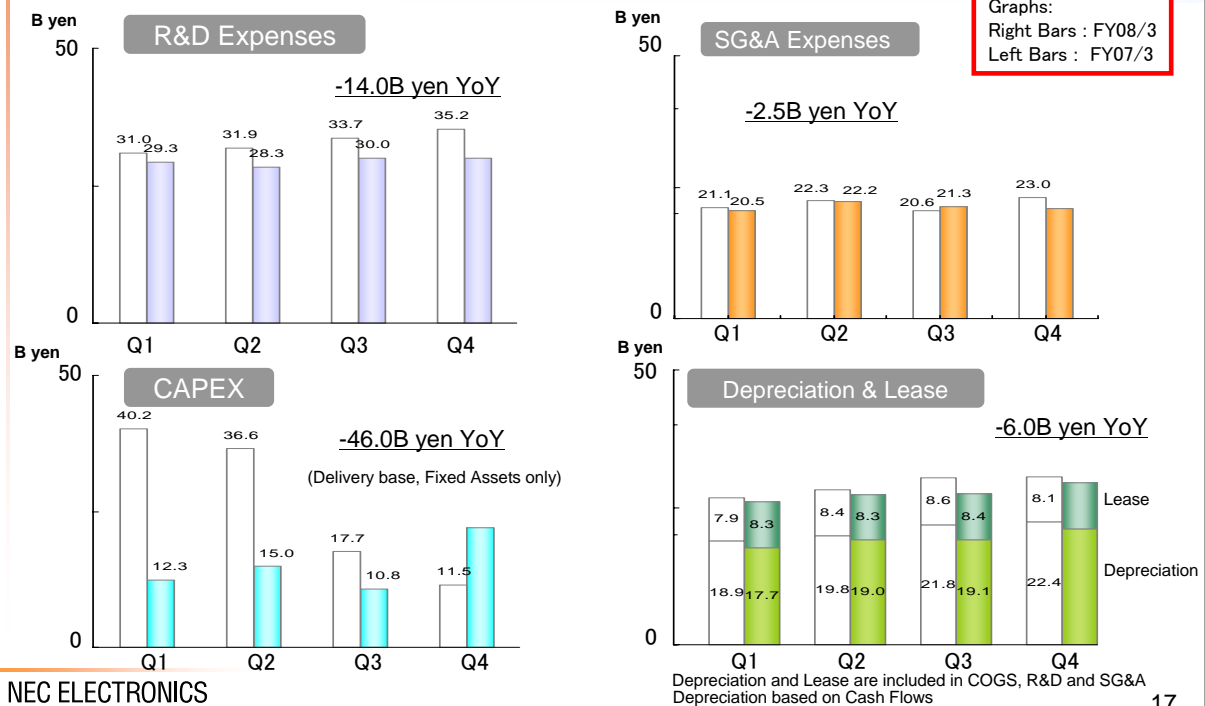 Graphs:
Right Bars : FY08/3
Left Bars : FY07/3
B yen
R&D Expenses
50
-14.0B yen YoY
31.0 29.3 31.9 28.3 33.7 30.0 35.2
0
Q1 Q2 Q3 Q4
B yen
SG&A Expenses
50
-2.5B yen YoY
21.1 20.5 22.3 22.2 20.6 21.3 23.0
0
Q1 Q2 Q3 Q4
B yen
50
CAPEX
40.2 36.6
-46.0B yen YoY
(Delivery base, Fixed Assets only)
12.3 15.0 17.7 10.8 11.5
0
Q1 Q2 Q3 Q4
B yen
50
Depreciation & Lease
-6.0B yen YoY
7.9 8.3 8.4 8.3 8.6 8.4 8.1 Lease
18.9 17.7 19.8 19.0 21.8 19.1 22.4 Depreciation
0
Q1 Q2 Q3 Q4
Depreciation and Lease are included in COGS, R&D and SG&A
Depreciation based on Cash Flows
NEC ELECTRONICS
17